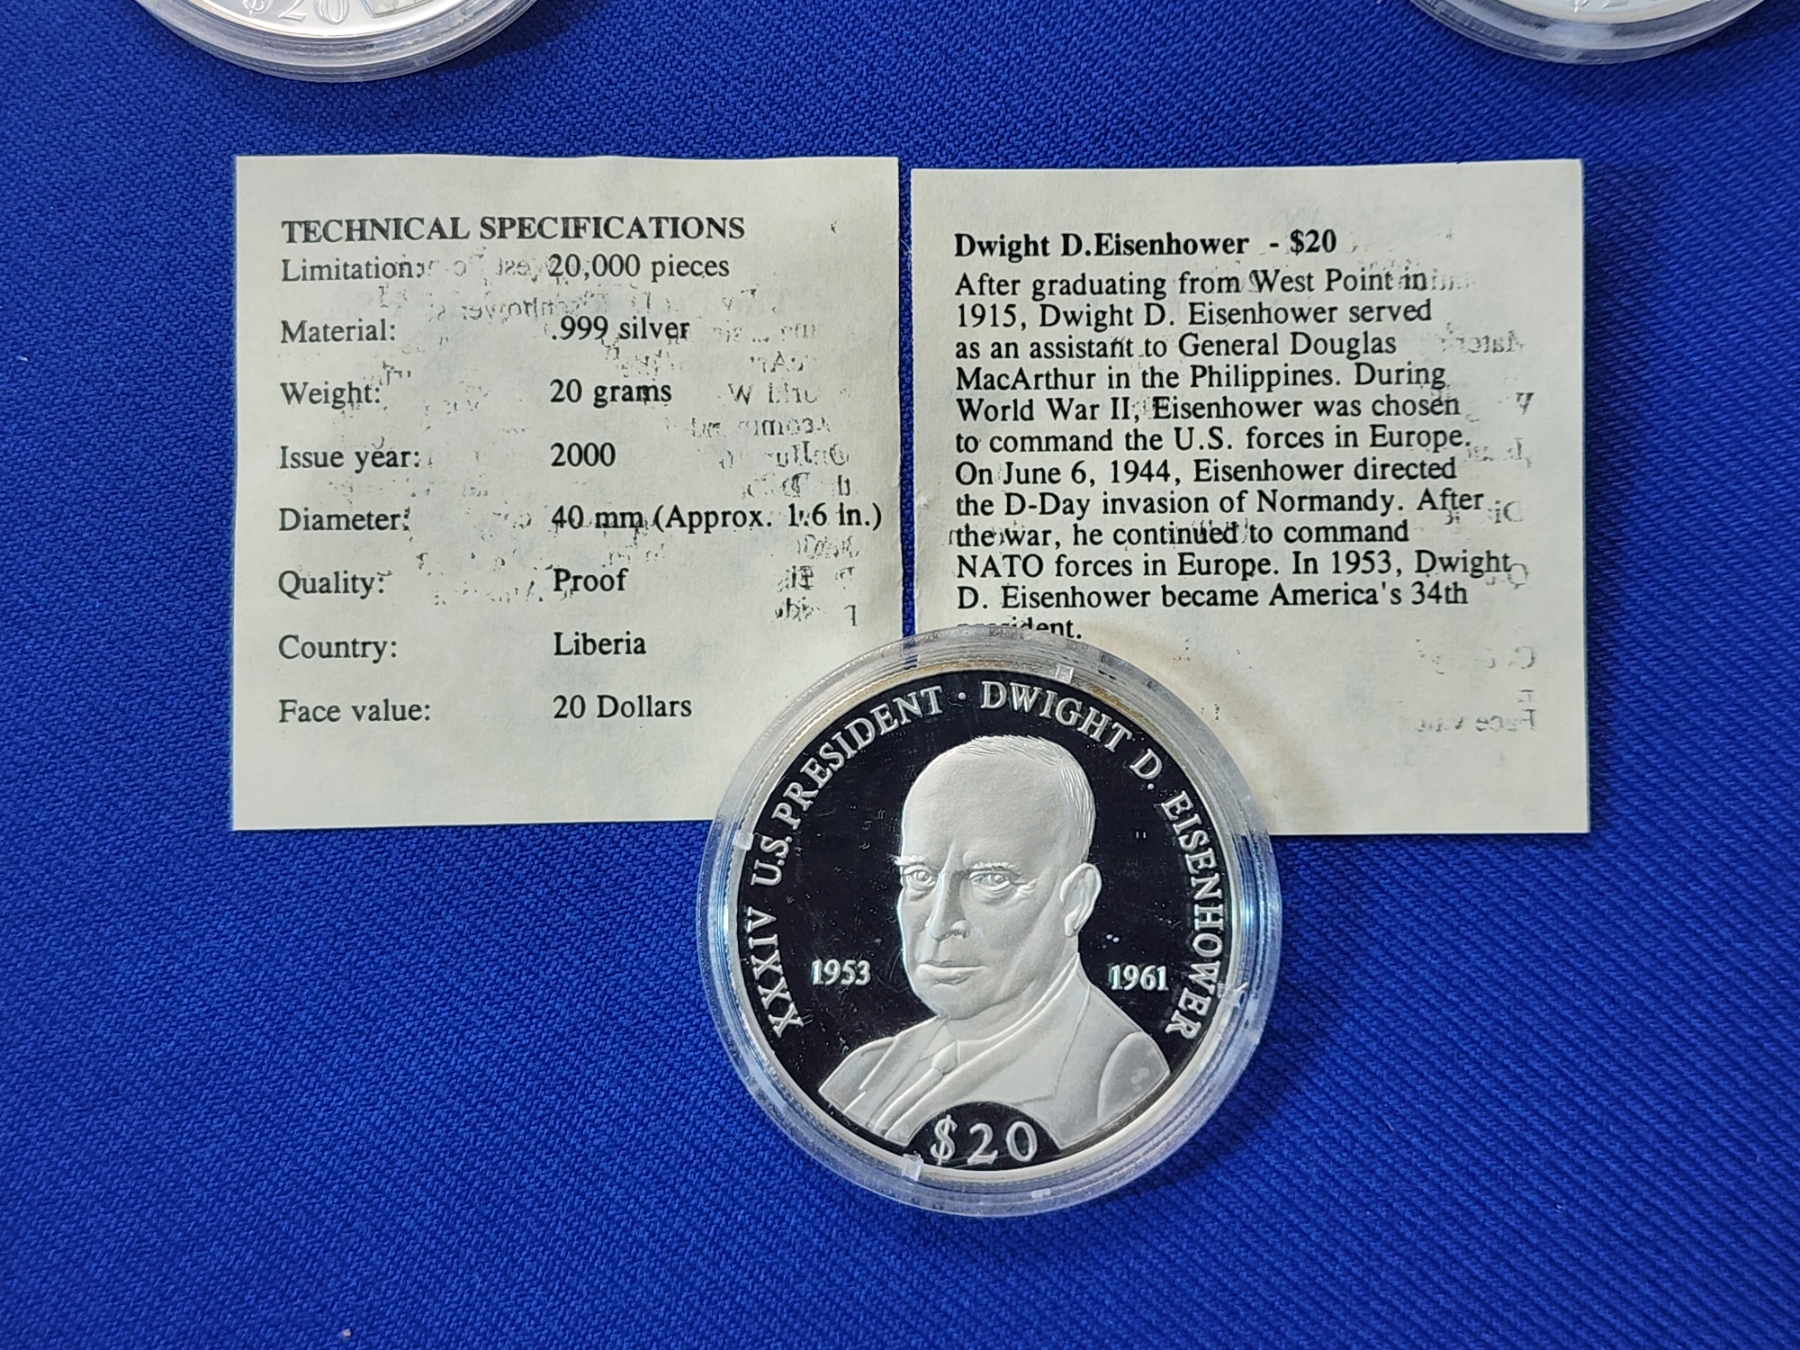 $20
TECHNICAL SPECIFICATIONS
Limitation: 20,000 pieces
Material: .999 silver
Weight: 20 grams
Issue year: 2000
Diameter: 40 mm (Approx. 1.6 in.)
Quality: Proof
Country: Liberia
Face value: 20 Dollars
Dwight D.Eisenhower - $20
After graduating from West Point in
1915, Dwight D. Eisenhower served
as an assistant to General Douglas
MacArthur in the Philippines. During
World War II, Eisenhower was chosen
to command the U.S. forces in Europe.
On June 6, 1944, Eisenhower directed
the D-Day invasion of Normandy. After
the war, he continued to command
NATO forces in Europe. In 1953, Dwight
D. Eisenhower became America's 34th
president.
XXXIV U.S. PRESIDENT · DWIGHT D. EISENHOWER
1953 1961
$20